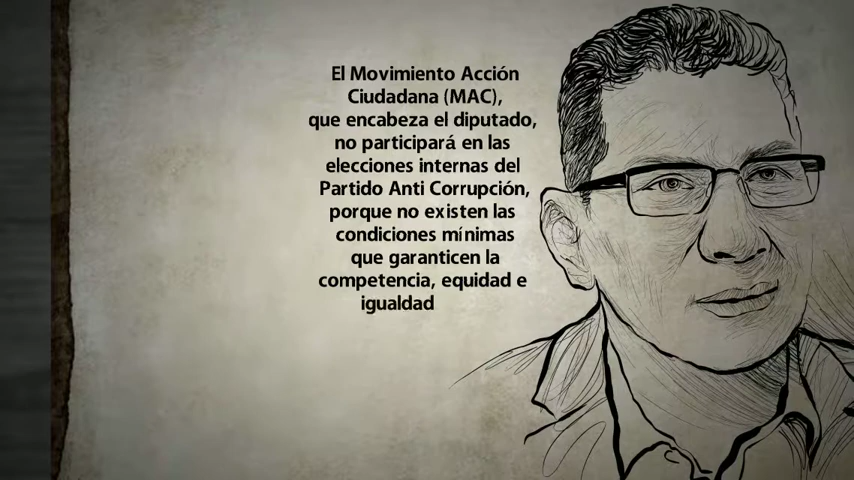 El Movimiento Acción
Ciudadana (MAC),
que encabeza el diputado,
no participará en las
elecciones internas del
Partido Anti Corrupción,
porque no existen las
condiciones mínimas
que garanticen la
competencia, equidad e
igualdad